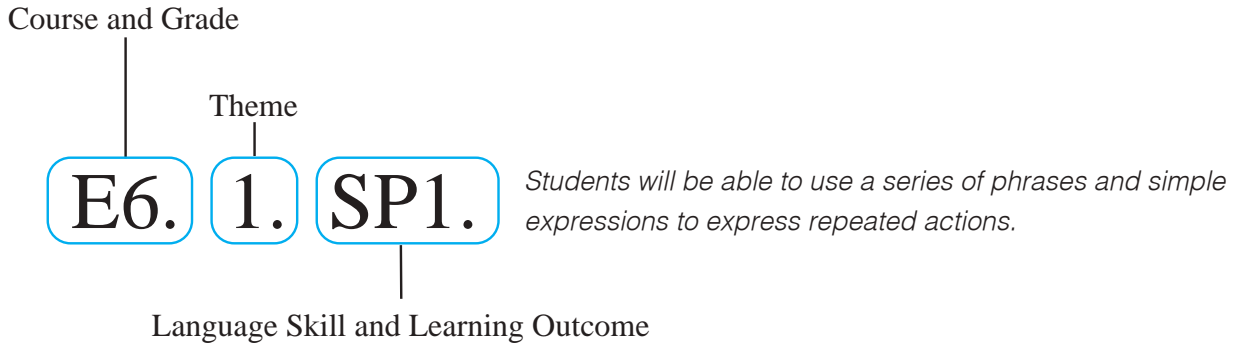 Course and Grade
Theme
E6. 1. SP1.
Students will be able to use a series of phrases and simple
expressions to express repeated actions.
Language Skill and Learning Outcome